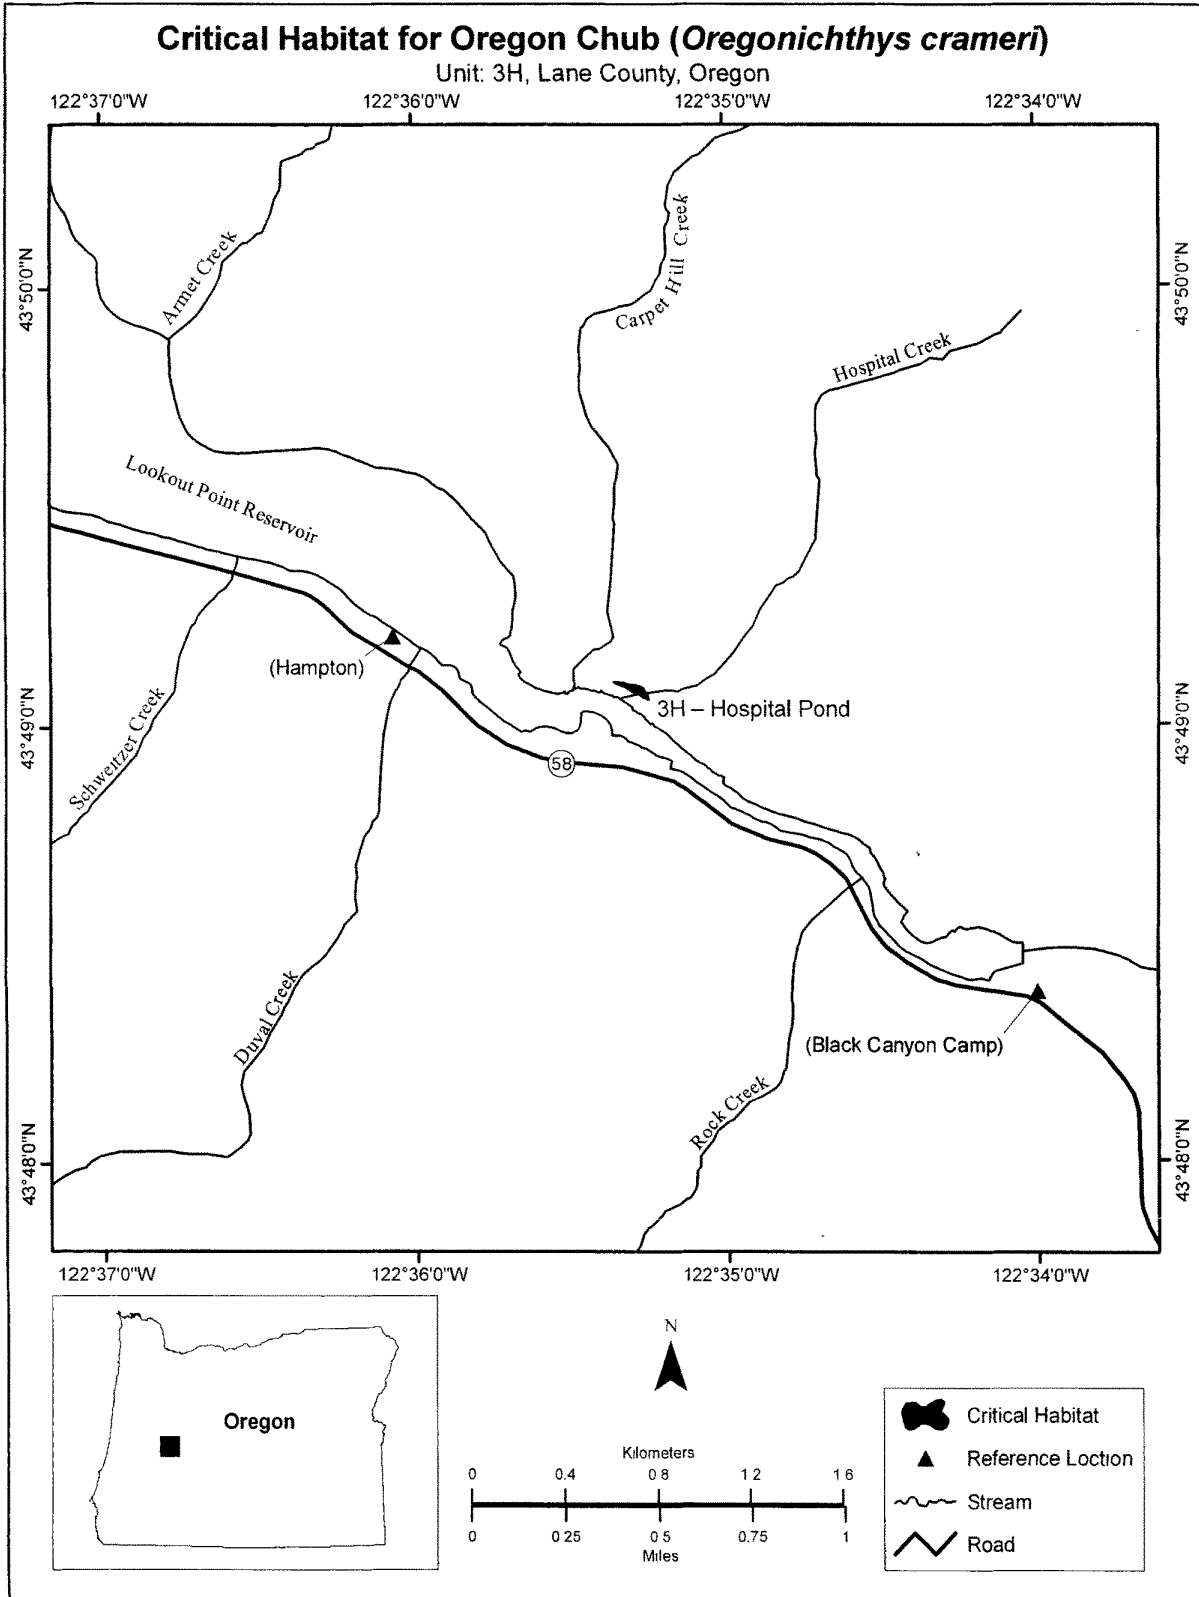 Critical Habitat for Oregon Chub (Oregonichthys crameri)
Unit: 3H, Lane County, Oregon
122°37'0"W 122°36'0"W 122°35'0"W 122°34'0"W
43°50'0"N
43°50'0"N
Armet Creek
Carpet Hill Creek
Hospital Creek
Lookout Point Reservoir
(Hampton)
3H – Hospital Pond
43°49'0"N
43°49'0"N
Schweitzer Creek
58
Duval Creek
(Black Canyon Camp)
Rock Creek
43°48'0"N
43°48'0"N
122°37'0"W 122°36'0"W 122°35'0"W 122°34'0"W
Oregon
N
Kilometers
0 0.4 0 8 1 2 1 6
0 0 25 0 5 0.75 1
Miles
Critical Habitat
Reference Loction
Stream
Road